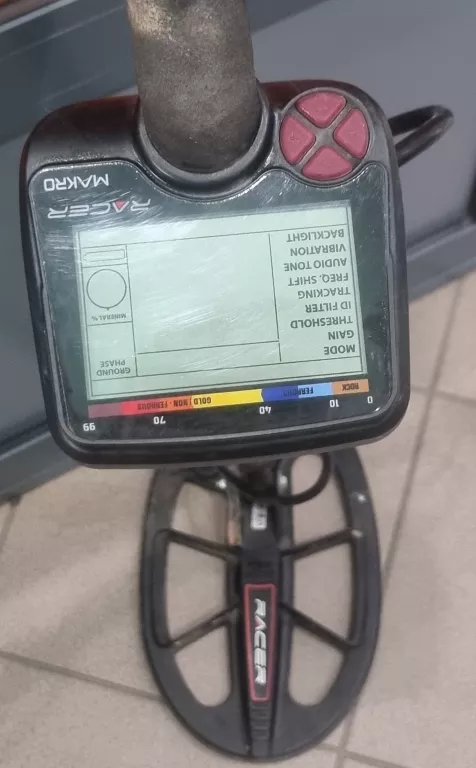 0 10 40 70 99
ROCK FERROUS GOLD NON - FERROUS
MODE
GAIN
THRESHOLD
ID FILTER
TRACKING
FREQ. SHIFT
AUDIO TONE
VIBRATION
BACKLIGHT
GROUND
PHASE
MINERAL %
RACER
MAKRO
RACER